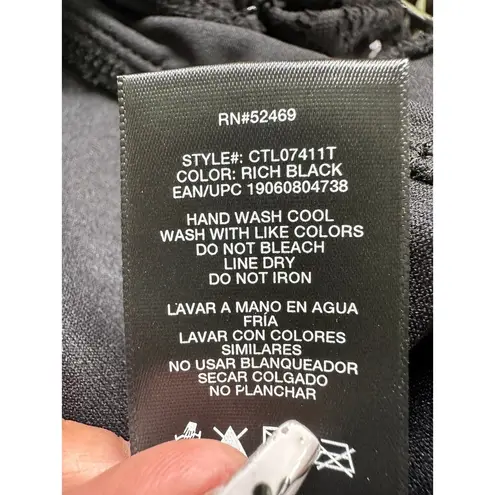 RN#52469
STYLE#: CTL07411T
COLOR: RICH BLACK
EAN/UPC 19060804738
HAND WASH COOL
WASH WITH LIKE COLORS
DO NOT BLEACH
LINE DRY
DO NOT IRON
LAVAR A MANO EN AGUA
FRÍA
LAVAR CON COLORES
SIMILARES
NO USAR BLANQUEADOR
SECAR COLGADO
NO PLANCHAR